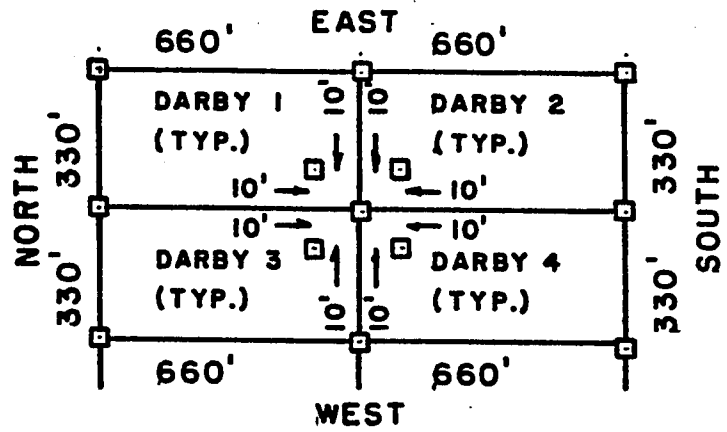 EAST
660' 660'
DARBY 1 10' 10' DARBY 2
(TYP.) (TYP.)
330' 330'
10' 10'
NORTH SOUTH
10' 10'
DARBY 3 DARBY 4
(TYP.) (TYP.)
330' 10' 10' 330'
660' 660'
WEST